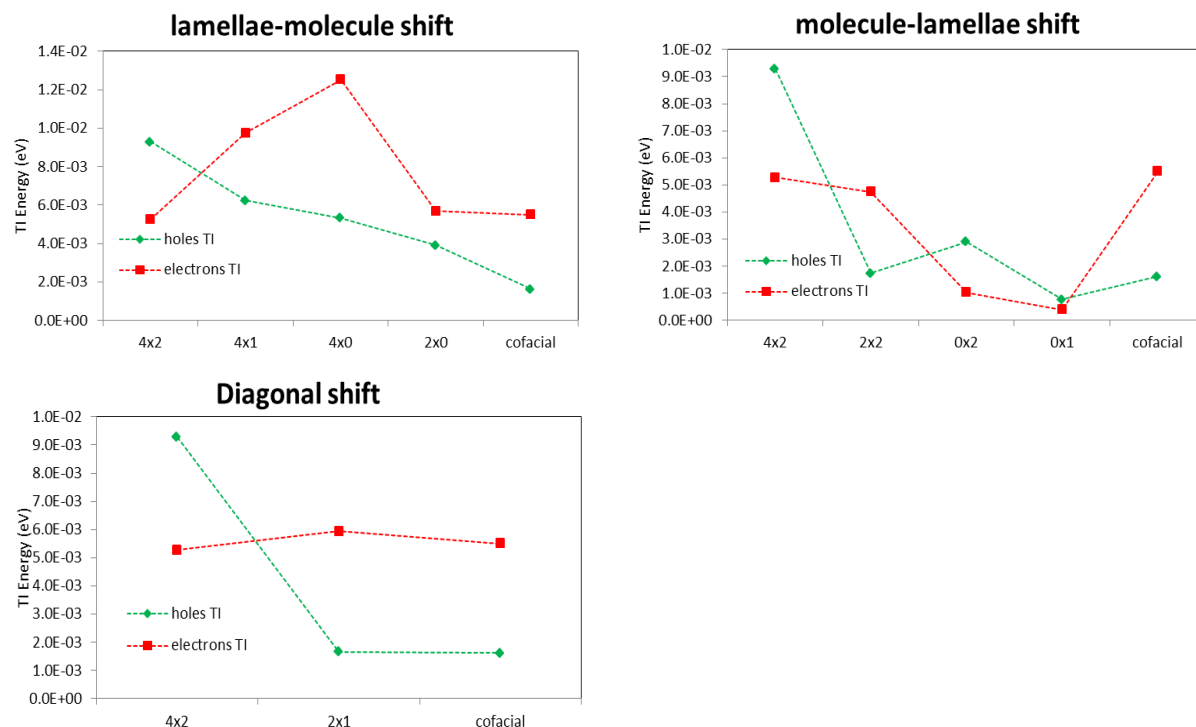 lamellae-molecule shift
TI Energy (eV)
1.4E-02
1.2E-02
1.0E-02
8.0E-03
6.0E-03
4.0E-03
2.0E-03
0.0E+00
holes TI
electrons TI
4x2 4x1 4x0 2x0 cofacial
molecule-lamellae shift
TI Energy (eV)
1.0E-02
9.0E-03
8.0E-03
7.0E-03
6.0E-03
5.0E-03
4.0E-03
3.0E-03
2.0E-03
1.0E-03
0.0E+00
holes TI
electrons TI
4x2 2x2 0x2 0x1 cofacial
Diagonal shift
TI Energy (eV)
1.0E-02
9.0E-03
8.0E-03
7.0E-03
6.0E-03
5.0E-03
4.0E-03
3.0E-03
2.0E-03
1.0E-03
0.0E+00
holes TI
electrons TI
4x2 2x1 cofacial